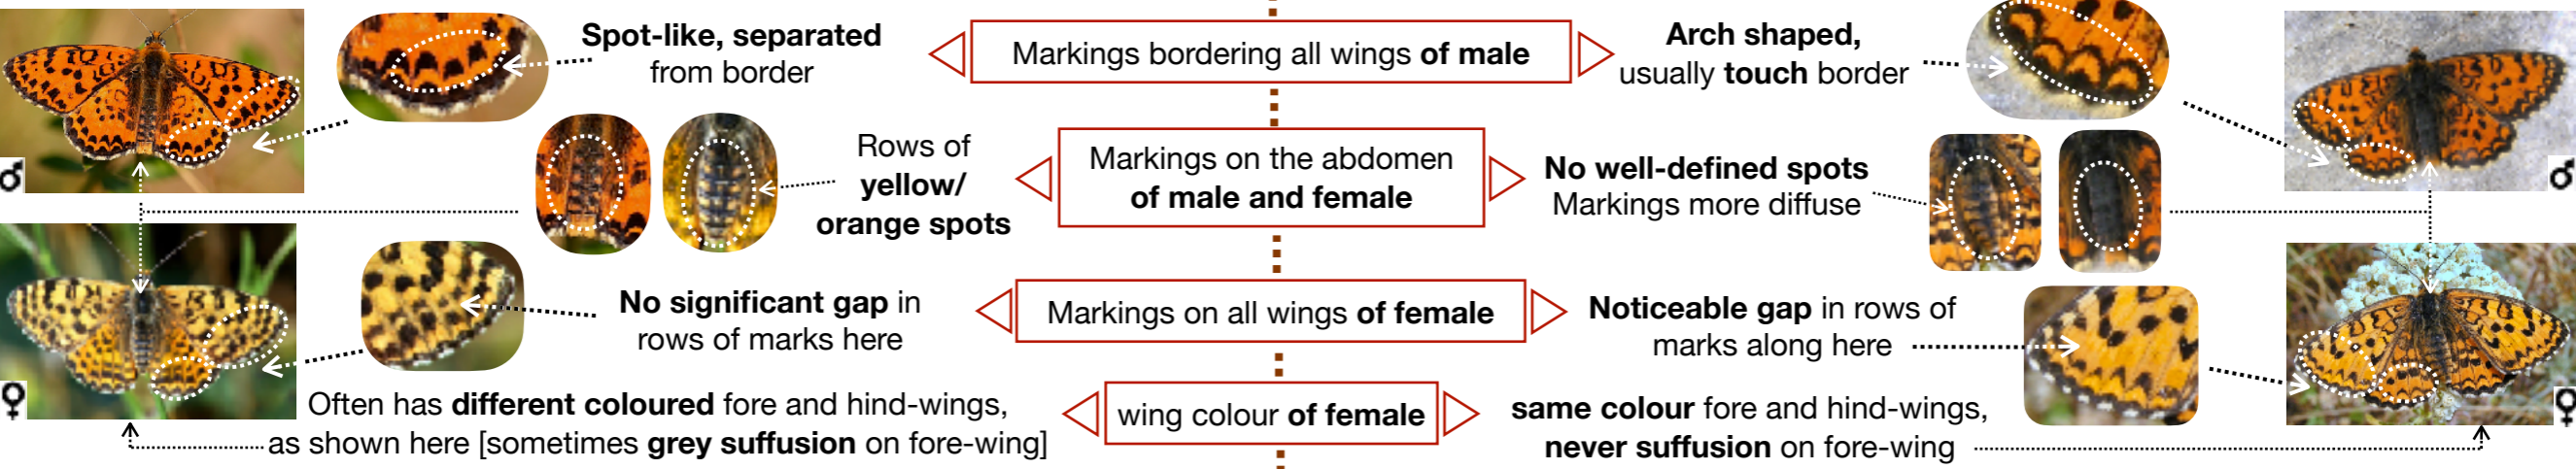 Spot-like, separated
from border
Markings bordering all wings of male
Arch shaped,
usually touch border
♂
♂
Rows of
yellow/
orange spots
Markings on the abdomen
of male and female
No well-defined spots
Markings more diffuse
No significant gap in
rows of marks here
Markings on all wings of female
Noticeable gap in rows of
marks along here
♀
♀
Often has different coloured fore and hind-wings,
as shown here [sometimes grey suffusion on fore-wing]
wing colour of female
same colour fore and hind-wings,
never suffusion on fore-wing